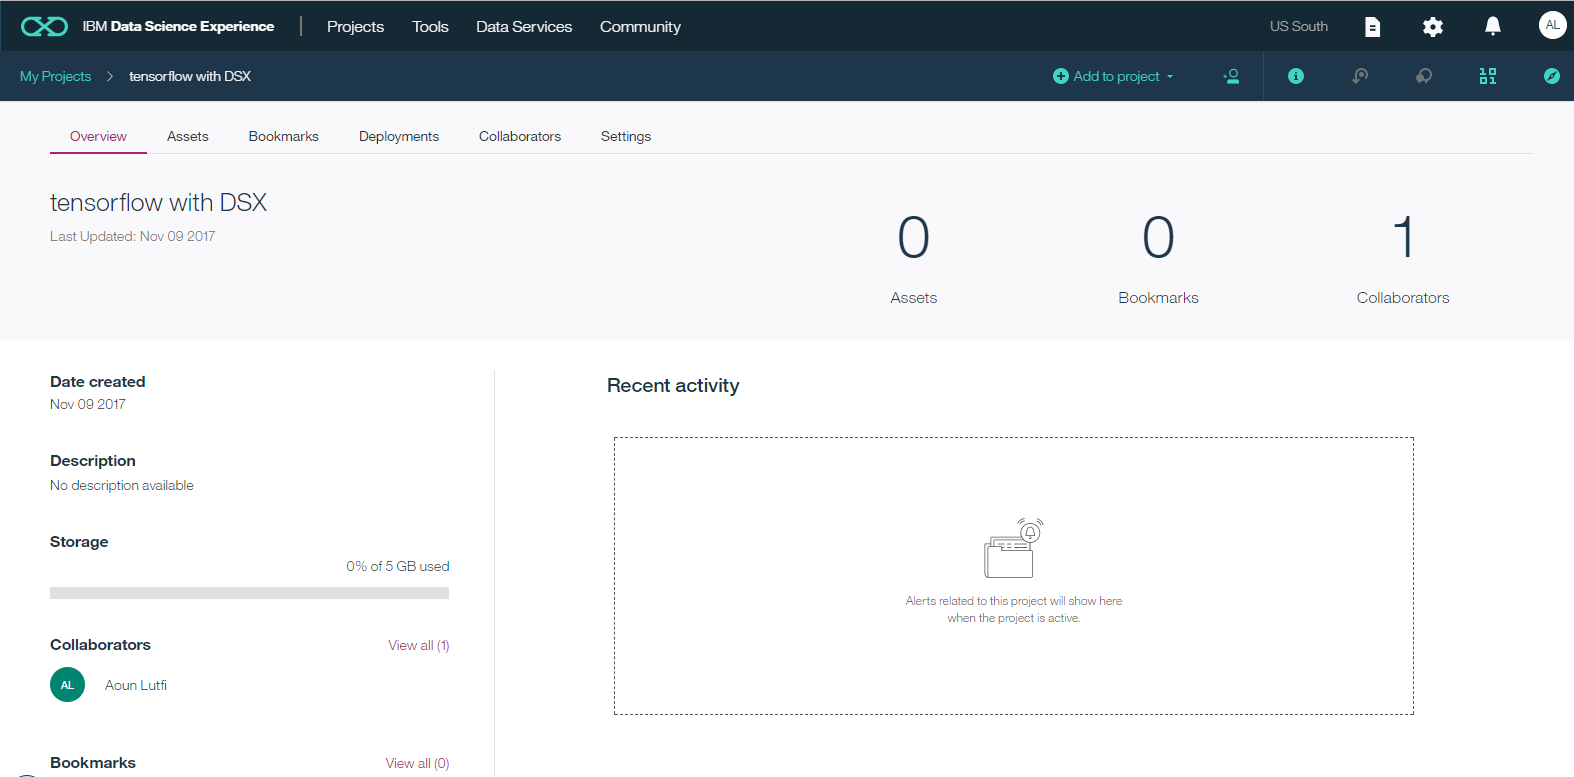 IBM Data Science Experience Projects Tools Data Services Community US South AL
My Projects > tensorflow with DSX Add to project
Overview Assets Bookmarks Deployments Collaborators Settings
tensorflow with DSX
Last Updated: Nov 09 2017
0 0 1
Assets Bookmarks Collaborators
Date created
Nov 09 2017
Description
No description available
Storage
0% of 5 GB used
Collaborators View all (1)
AL Aoun Lutfi
Bookmarks View all (0)
Recent activity
Alerts related to this project will show here
when the project is active.